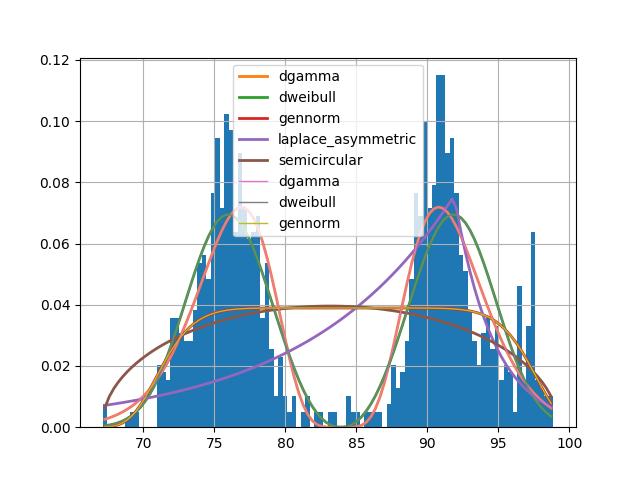 0.12
0.10
0.08
0.06
0.04
0.02
0.00
dgamma
dweibull
gennorm
laplace_asymmetric
semicircular
dgamma
dweibull
gennorm
70 75 80 85 90 95 100